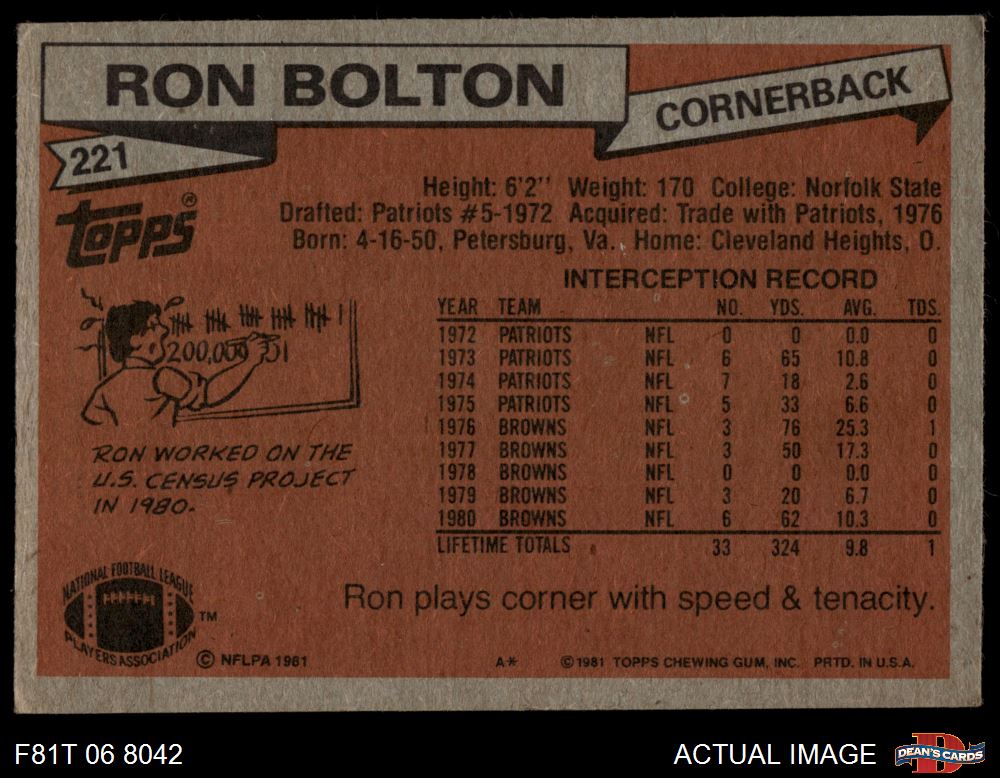 RON BOLTON
CORNERBACK
221
TOPPS®
Height: 6'2'' Weight: 170 College: Norfolk State
Drafted: Patriots #5-1972 Acquired: Trade with Patriots, 1976
Born: 4-16-50, Petersburg, Va. Home: Cleveland Heights, O.
INTERCEPTION RECORD
YEAR TEAM NO. YDS. AVG. TDS.
1972 PATRIOTS NFL 0 0 0.0 0
1973 PATRIOTS NFL 6 65 10.8 0
1974 PATRIOTS NFL 7 18 2.6 0
1975 PATRIOTS NFL 5 33 6.6 0
1976 BROWNS NFL 3 76 25.3 1
1977 BROWNS NFL 3 50 17.3 0
1978 BROWNS NFL 0 0 0.0 0
1979 BROWNS NFL 3 20 6.7 0
1980 BROWNS NFL 6 62 10.3 0
LIFETIME TOTALS 33 324 9.8 1
200,000
RON WORKED ON THE
U.S. CENSUS PROJECT
IN 1980.
Ron plays corner with speed & tenacity.
NATIONAL FOOTBALL LEAGUE
PLAYERS ASSOCIATION
TM
© NFLPA 1981
A* ©1981 TOPPS CHEWING GUM, INC. PRTD. IN U.S.A.
F81T 06 8042
ACTUAL IMAGE
DEAN'S CARDS